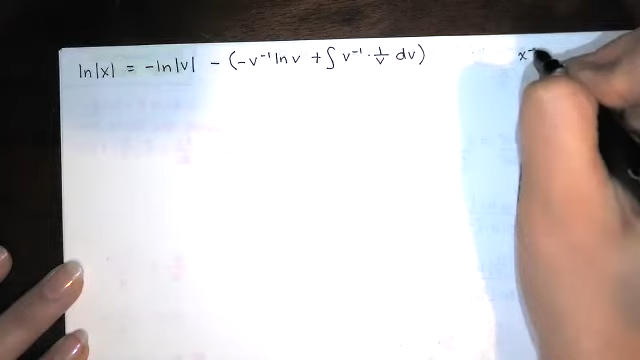 ln|x| = -ln|v| - (-v⁻¹ ln v + ∫ v⁻¹ · 1/v dv) x⁻